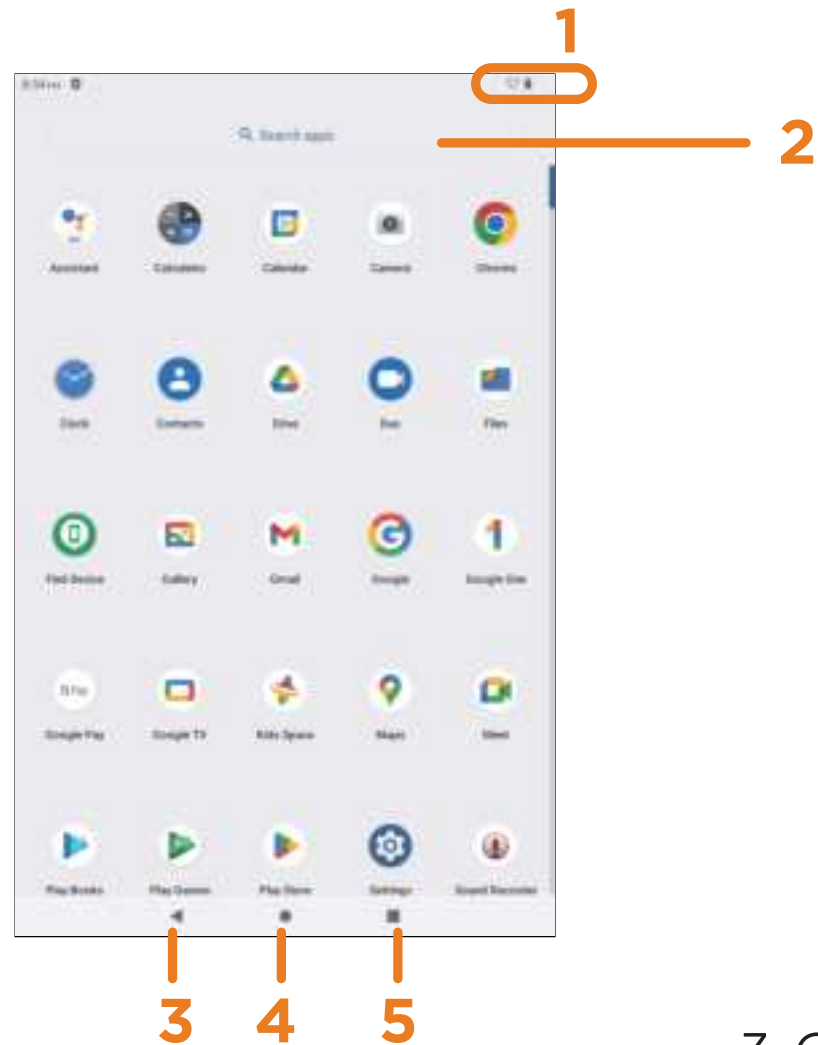 1
Search apps
2
Assistant Calculator Calendar Camera Chrome
Clock Contacts Drive Duo Files
Find Device Gallery Gmail Google Google One
Google Pay Google TV Kids Space Maps Meet
Play Books Play Games Play Store Settings Sound Recorder
3 4 5